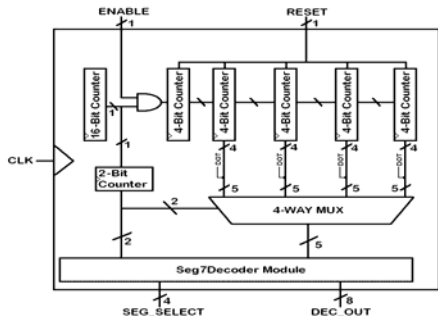 ENABLE RESET
1 1
16-Bit Counter 4-Bit Counter 4-Bit Counter 4-Bit Counter 4-Bit Counter 4-Bit Counter
1
1 4 4 4 4
CLK
DOT DOT DOT DOT
2-Bit Counter
5 5 5 5
2 4-WAY MUX
2 5
Seg7Decoder Module
4 8
SEG_SELECT DEC_OUT